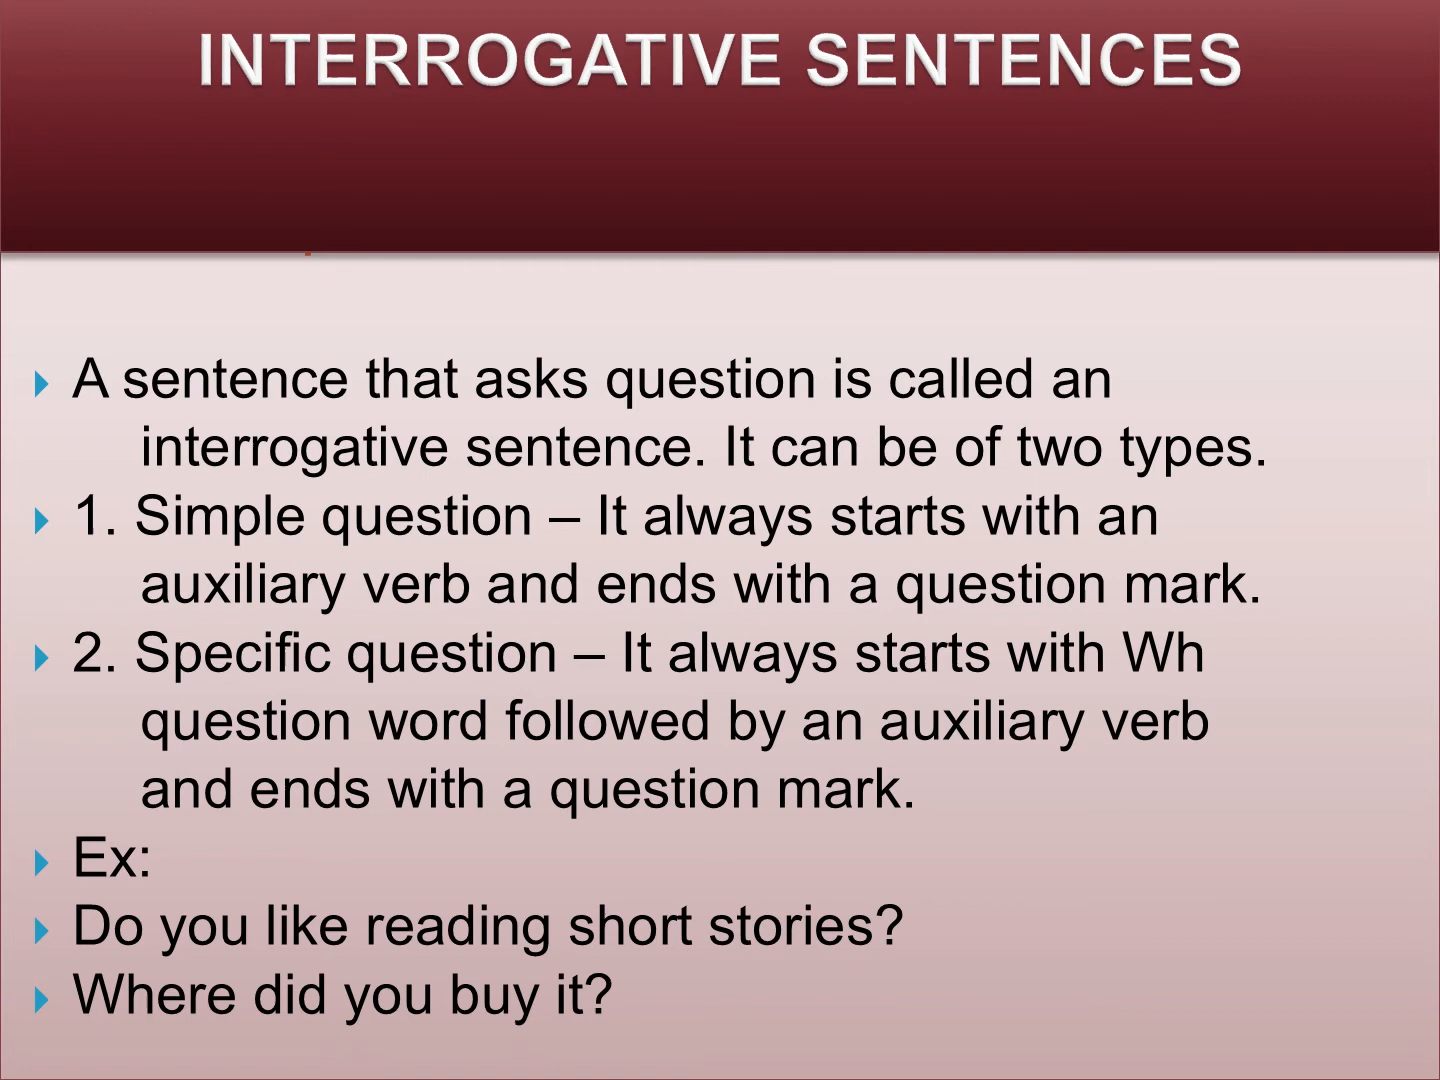 INTERROGATIVE SENTENCES
A sentence that asks question is called an
interrogative sentence. It can be of two types.
1. Simple question – It always starts with an
auxiliary verb and ends with a question mark.
2. Specific question – It always starts with Wh
question word followed by an auxiliary verb
and ends with a question mark.
Ex:
Do you like reading short stories?
Where did you buy it?